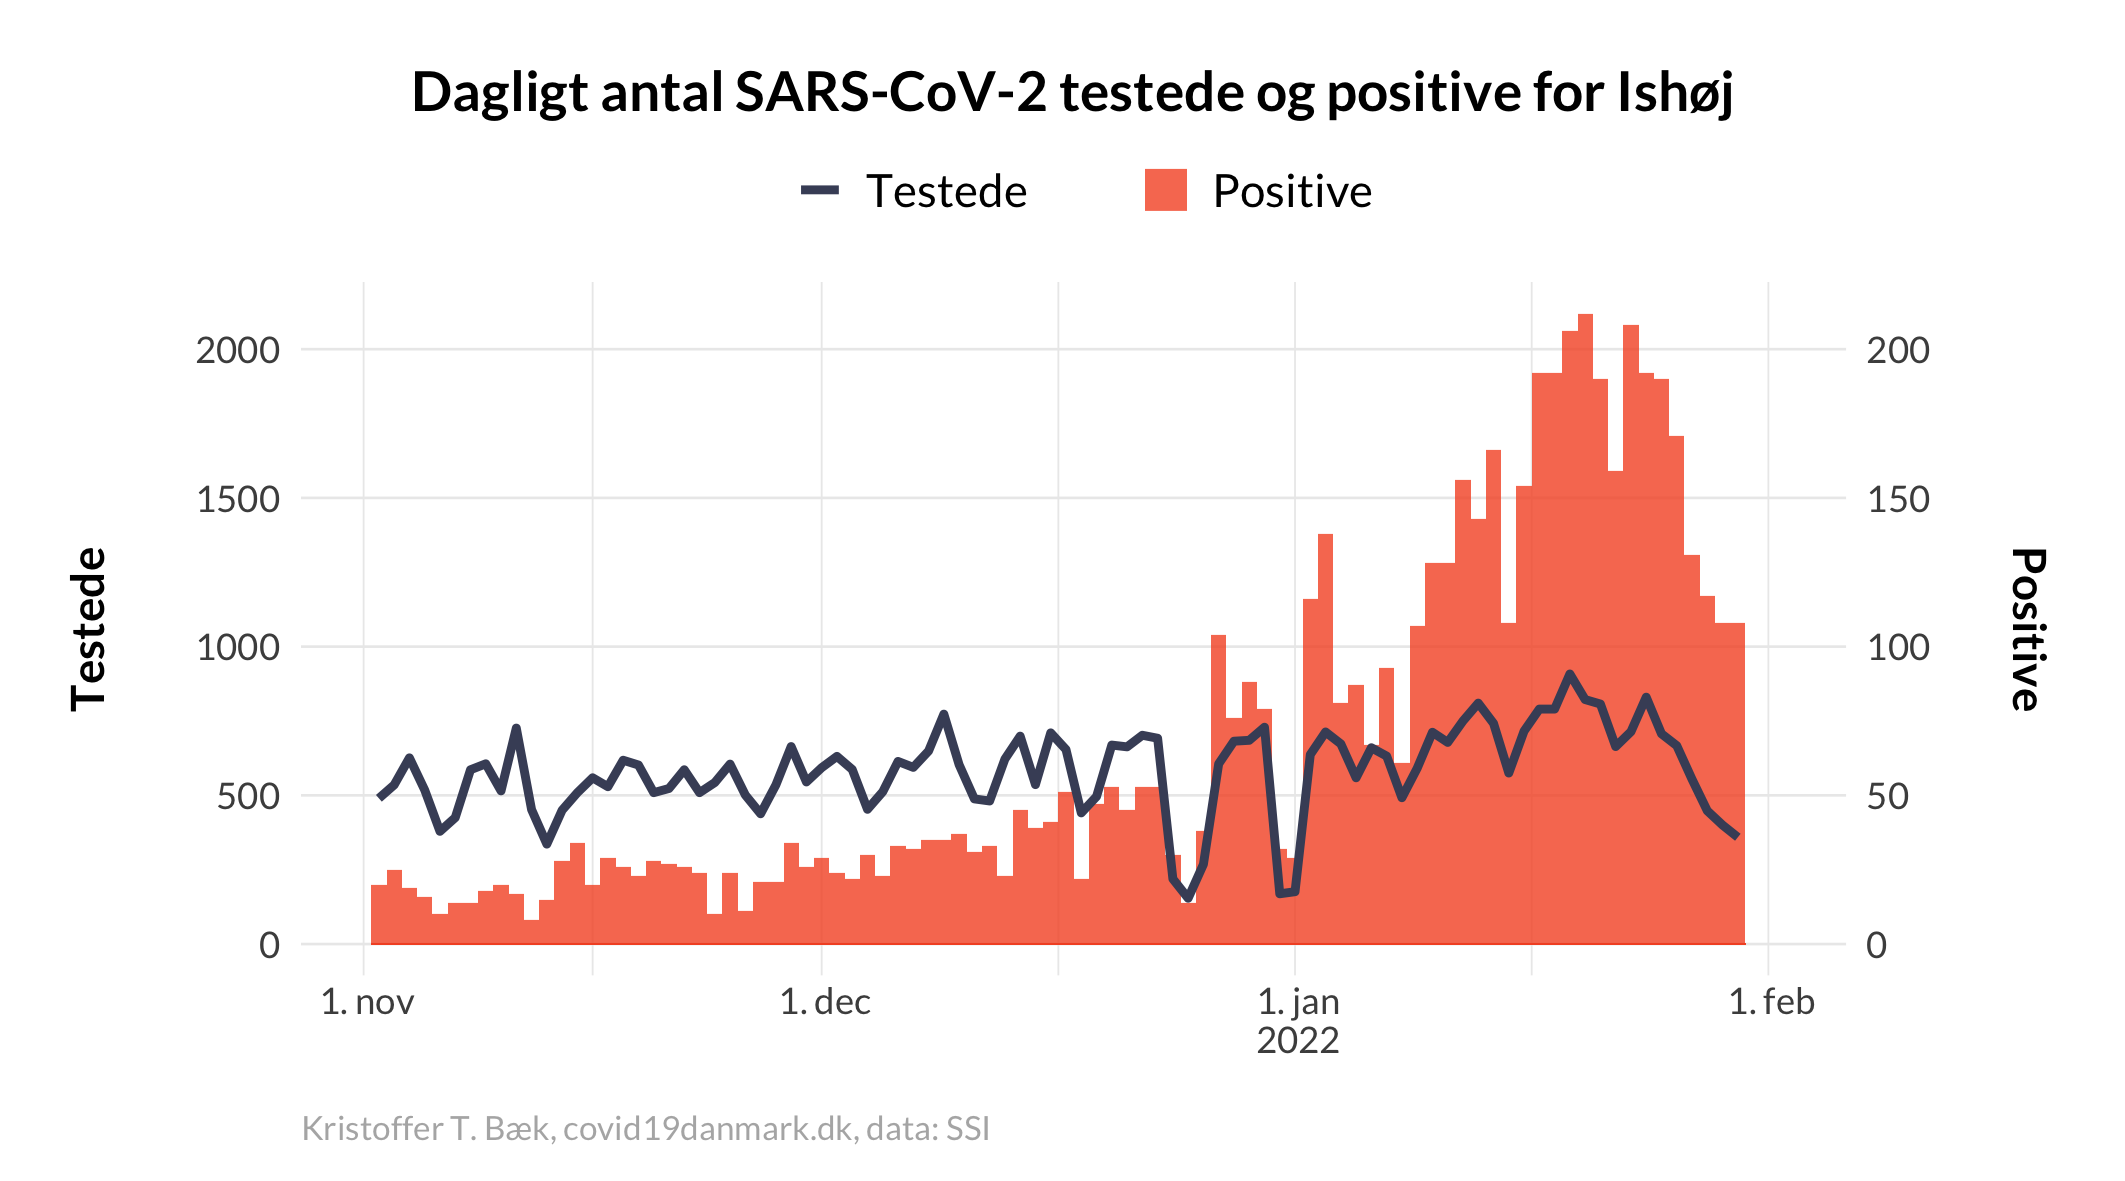 Dagligt antal SARS-CoV-2 testede og positive for Ishøj
Testede Positive
2000 200
1500 150
1000 100
500 50
0 0
Testede
Positive
1. nov 1. dec 1. jan 1. feb
2022
Kristoffer T. Bæk, covid19danmark.dk, data: SSI